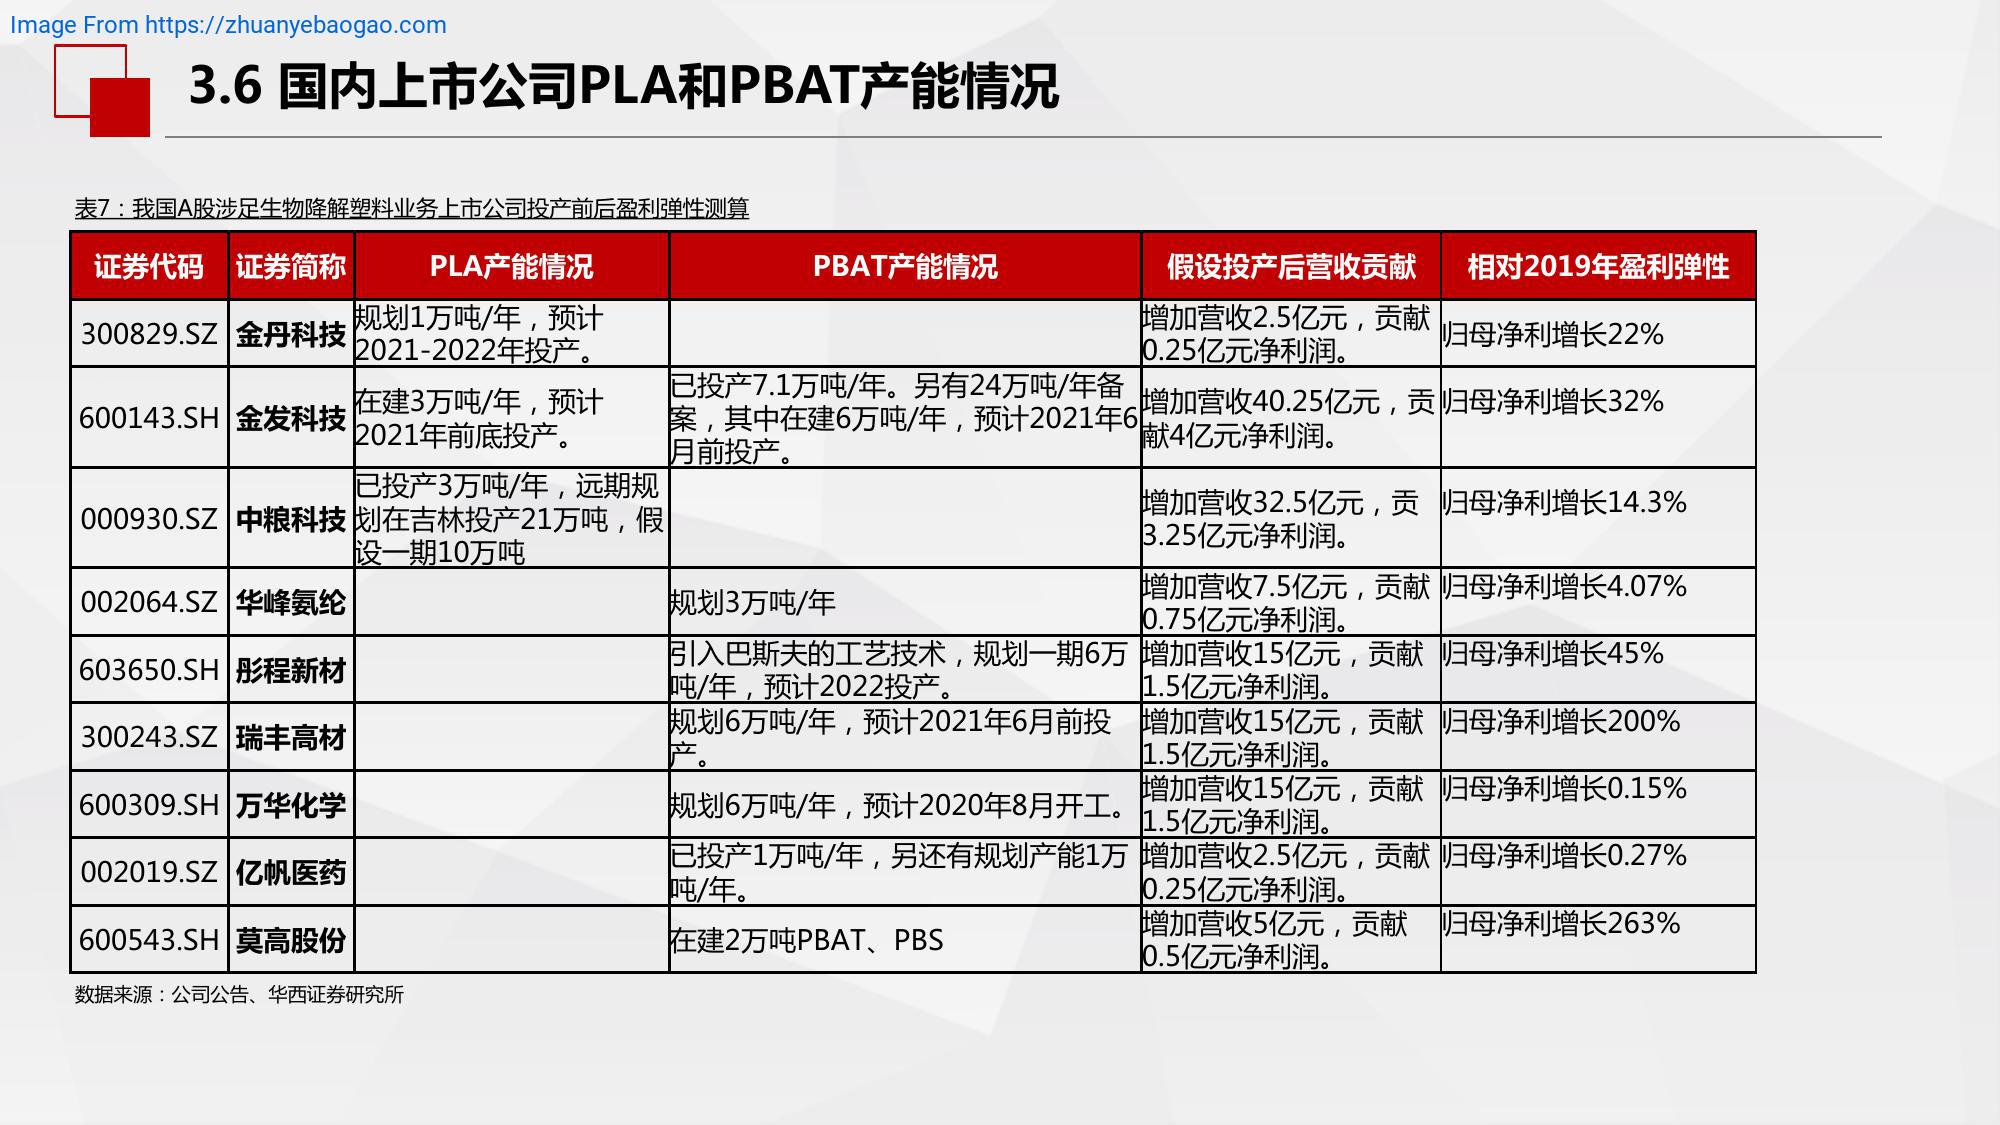 Image From https://zhuanyebaogao.com
3.6 国内上市公司PLA和PBAT产能情况
表7：我国A股涉足生物降解塑料业务上市公司投产前后盈利弹性测算
证券代码 证券简称 PLA产能情况 PBAT产能情况 假设投产后营收贡献 相对2019年盈利弹性
300829.SZ 金丹科技
规划1万吨/年，预计
2021-2022年投产。
增加营收2.5亿元，贡献
0.25亿元净利润。
归母净利增长22%
600143.SH 金发科技
在建3万吨/年，预计
2021年前底投产。
已投产7.1万吨/年。另有24万吨/年备
案，其中在建6万吨/年，预计2021年6
月前投产。
增加营收40.25亿元，贡
献4亿元净利润。
归母净利增长32%
000930.SZ 中粮科技
已投产3万吨/年，远期规
划在吉林投产21万吨，假
设一期10万吨
增加营收32.5亿元，贡
3.25亿元净利润。
归母净利增长14.3%
002064.SZ 华峰氨纶
规划3万吨/年
增加营收7.5亿元，贡献
0.75亿元净利润。
归母净利增长4.07%
603650.SH 彤程新材
引入巴斯夫的工艺技术，规划一期6万
吨/年，预计2022投产。
增加营收15亿元，贡献
1.5亿元净利润。
归母净利增长45%
300243.SZ 瑞丰高材
规划6万吨/年，预计2021年6月前投
产。
增加营收15亿元，贡献
1.5亿元净利润。
归母净利增长200%
600309.SH 万华化学
规划6万吨/年，预计2020年8月开工。
增加营收15亿元，贡献
1.5亿元净利润。
归母净利增长0.15%
002019.SZ 亿帆医药
已投产1万吨/年，另还有规划产能1万
吨/年。
增加营收2.5亿元，贡献
0.25亿元净利润。
归母净利增长0.27%
600543.SH 莫高股份
在建2万吨PBAT、PBS
增加营收5亿元，贡献
0.5亿元净利润。
归母净利增长263%
数据来源：公司公告、华西证券研究所